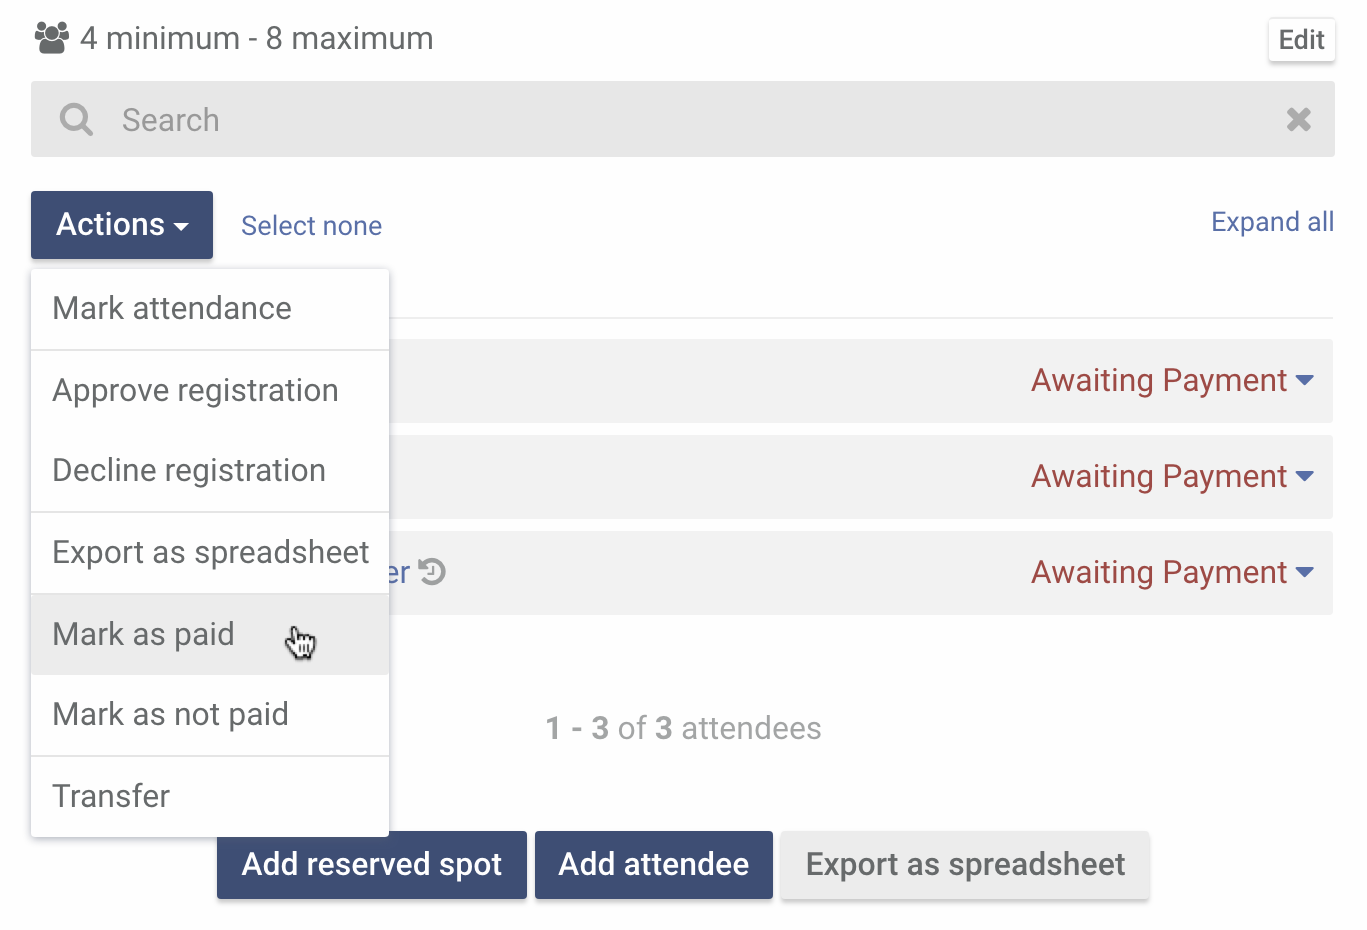 4 minimum - 8 maximum
Edit
Search
Actions
Select none
Expand all
Mark attendance
Approve registration
Awaiting Payment
Decline registration
Awaiting Payment
Export as spreadsheet
er
Awaiting Payment
Mark as paid
Mark as not paid
1 - 3 of 3 attendees
Transfer
Add reserved spot
Add attendee
Export as spreadsheet